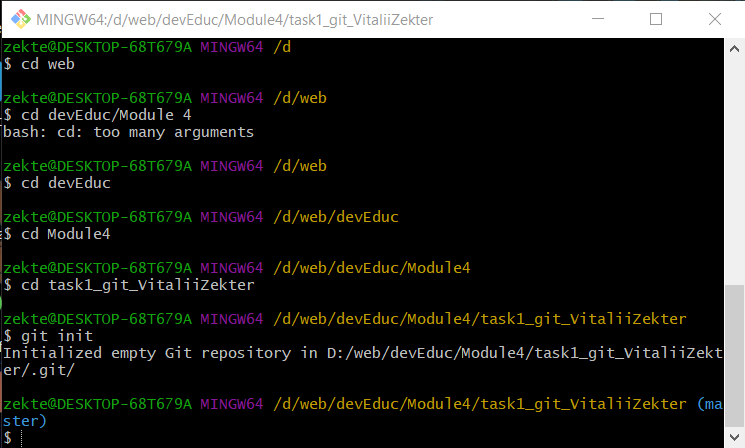 MINGW64:/d/web/devEduc/Module4/task1_git_VitaliiZekter
zekte@DESKTOP-68T679A MINGW64 /d
$ cd web
zekte@DESKTOP-68T679A MINGW64 /d/web
$ cd devEduc/Module 4
bash: cd: too many arguments
zekte@DESKTOP-68T679A MINGW64 /d/web
$ cd devEduc
zekte@DESKTOP-68T679A MINGW64 /d/web/devEduc
$ cd Module4
zekte@DESKTOP-68T679A MINGW64 /d/web/devEduc/Module4
$ cd task1_git_VitaliiZekter
zekte@DESKTOP-68T679A MINGW64 /d/web/devEduc/Module4/task1_git_VitaliiZekter
$ git init
Initialized empty Git repository in D:/web/devEduc/Module4/task1_git_VitaliiZekt
er/.git/
zekte@DESKTOP-68T679A MINGW64 /d/web/devEduc/Module4/task1_git_VitaliiZekter (ma
ster)
$